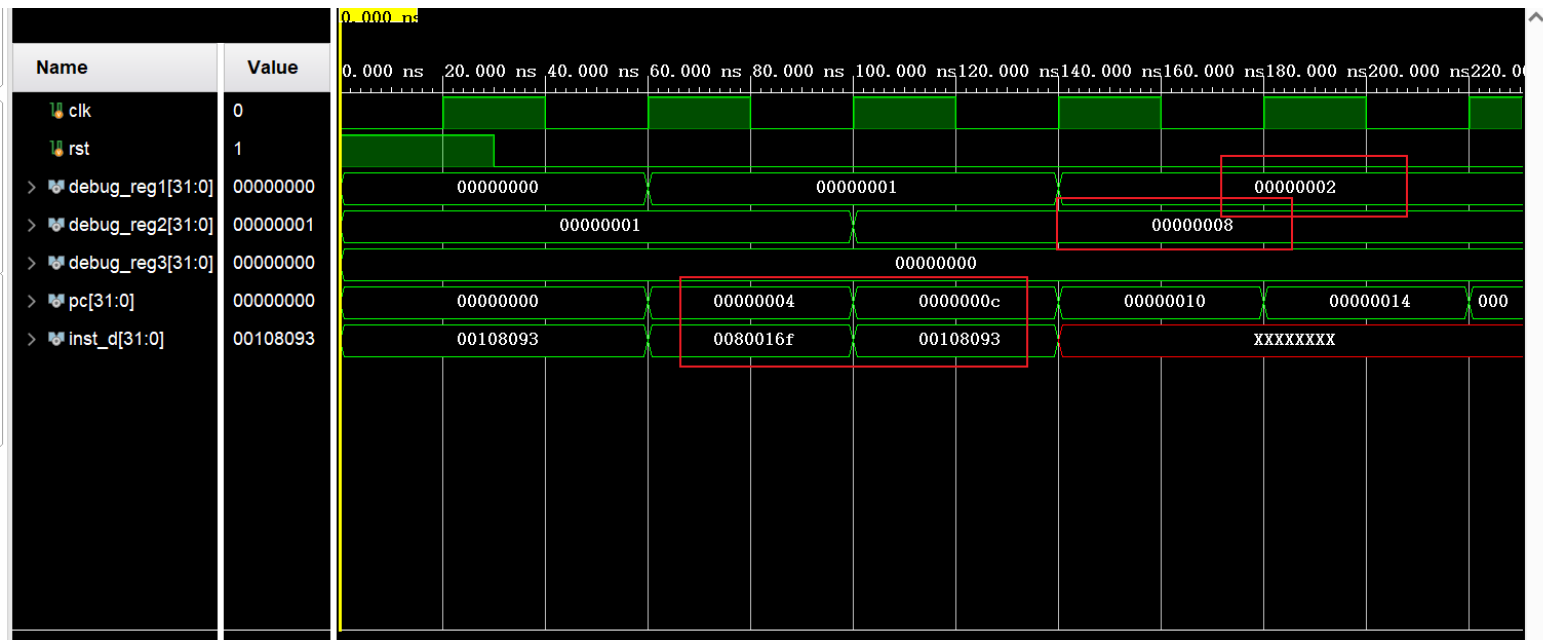 0.000 ns
Name Value 0.000 ns 20.000 ns 40.000 ns 60.000 ns 80.000 ns 100.000 ns 120.000 ns 140.000 ns 160.000 ns 180.000 ns 200.000 ns
clk 0
rst 1
debug_reg1[31:0] 00000000 00000000 00000001 00000002
debug_reg2[31:0] 00000001 00000001 00000008
debug_reg3[31:0] 00000000 00000000
pc[31:0] 00000000 00000000 00000004 0000000c 00000010 00000014 000
inst_d[31:0] 00108093 00108093 0080016f 00108093 XXXXXXXX